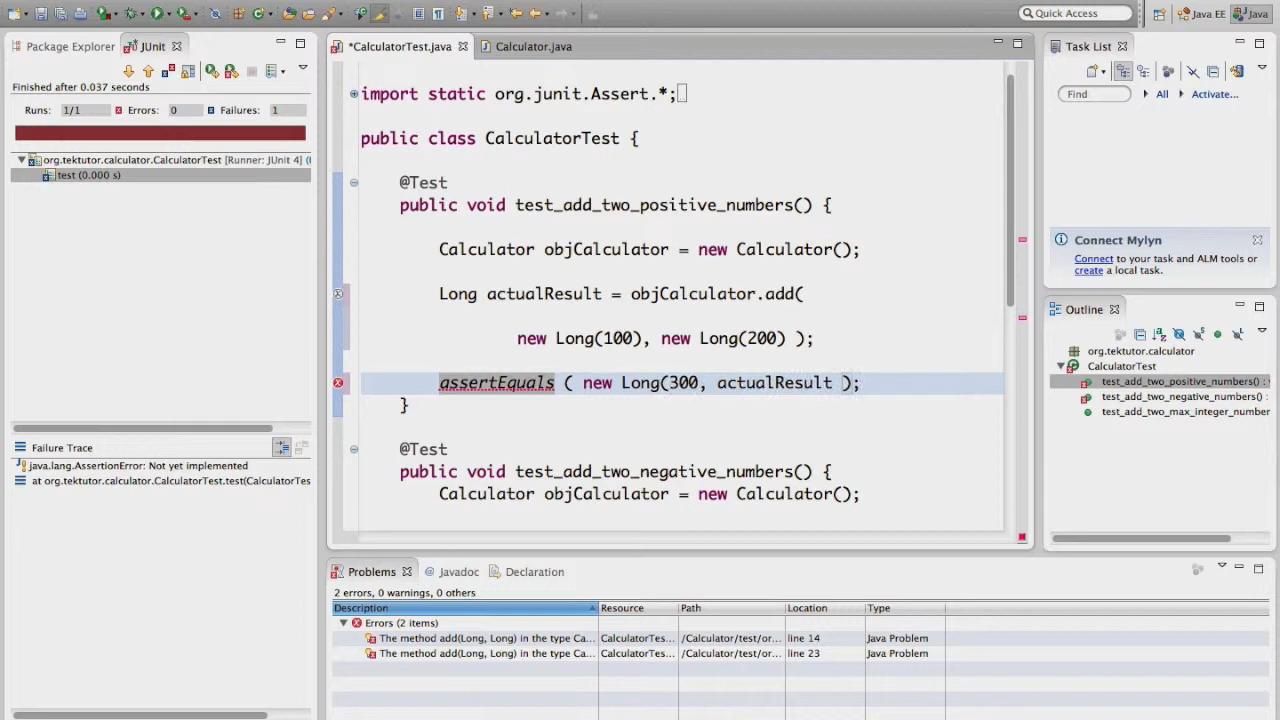 Quick Access
Java EE
Java
Package Explorer
JUnit
*CalculatorTest.java
Calculator.java
Task List
Finished after 0.037 seconds
Runs: 1/1
Errors: 0
Failures: 1
org.tektutor.calculator.CalculatorTest [Runner: JUnit 4] (
test (0.000 s)
Failure Trace
java.lang.AssertionError: Not yet implemented
at org.tektutor.calculator.CalculatorTest.test(CalculatorTes
import static org.junit.Assert.*;
public class CalculatorTest {
@Test
public void test_add_two_positive_numbers() {
Calculator objCalculator = new Calculator();
Long actualResult = objCalculator.add(
new Long(100), new Long(200) );
assertEquals ( new Long(300, actualResult );
}
@Test
public void test_add_two_negative_numbers() {
Calculator objCalculator = new Calculator();
Find
All
Activate...
Connect Mylyn
Connect to your task and ALM tools or
create a local task.
Outline
org.tektutor.calculator
CalculatorTest
test_add_two_positive_numbers() :
test_add_two_negative_numbers() :
test_add_two_max_integer_number
Problems
@ Javadoc
Declaration
2 errors, 0 warnings, 0 others
Description Resource Path Location Type
Errors (2 items)
The method add(Long, Long) in the type Ca... CalculatorTes... /Calculator/test/or... line 14 Java Problem
The method add(Long, Long) in the type Ca... CalculatorTes... /Calculator/test/or... line 23 Java Problem